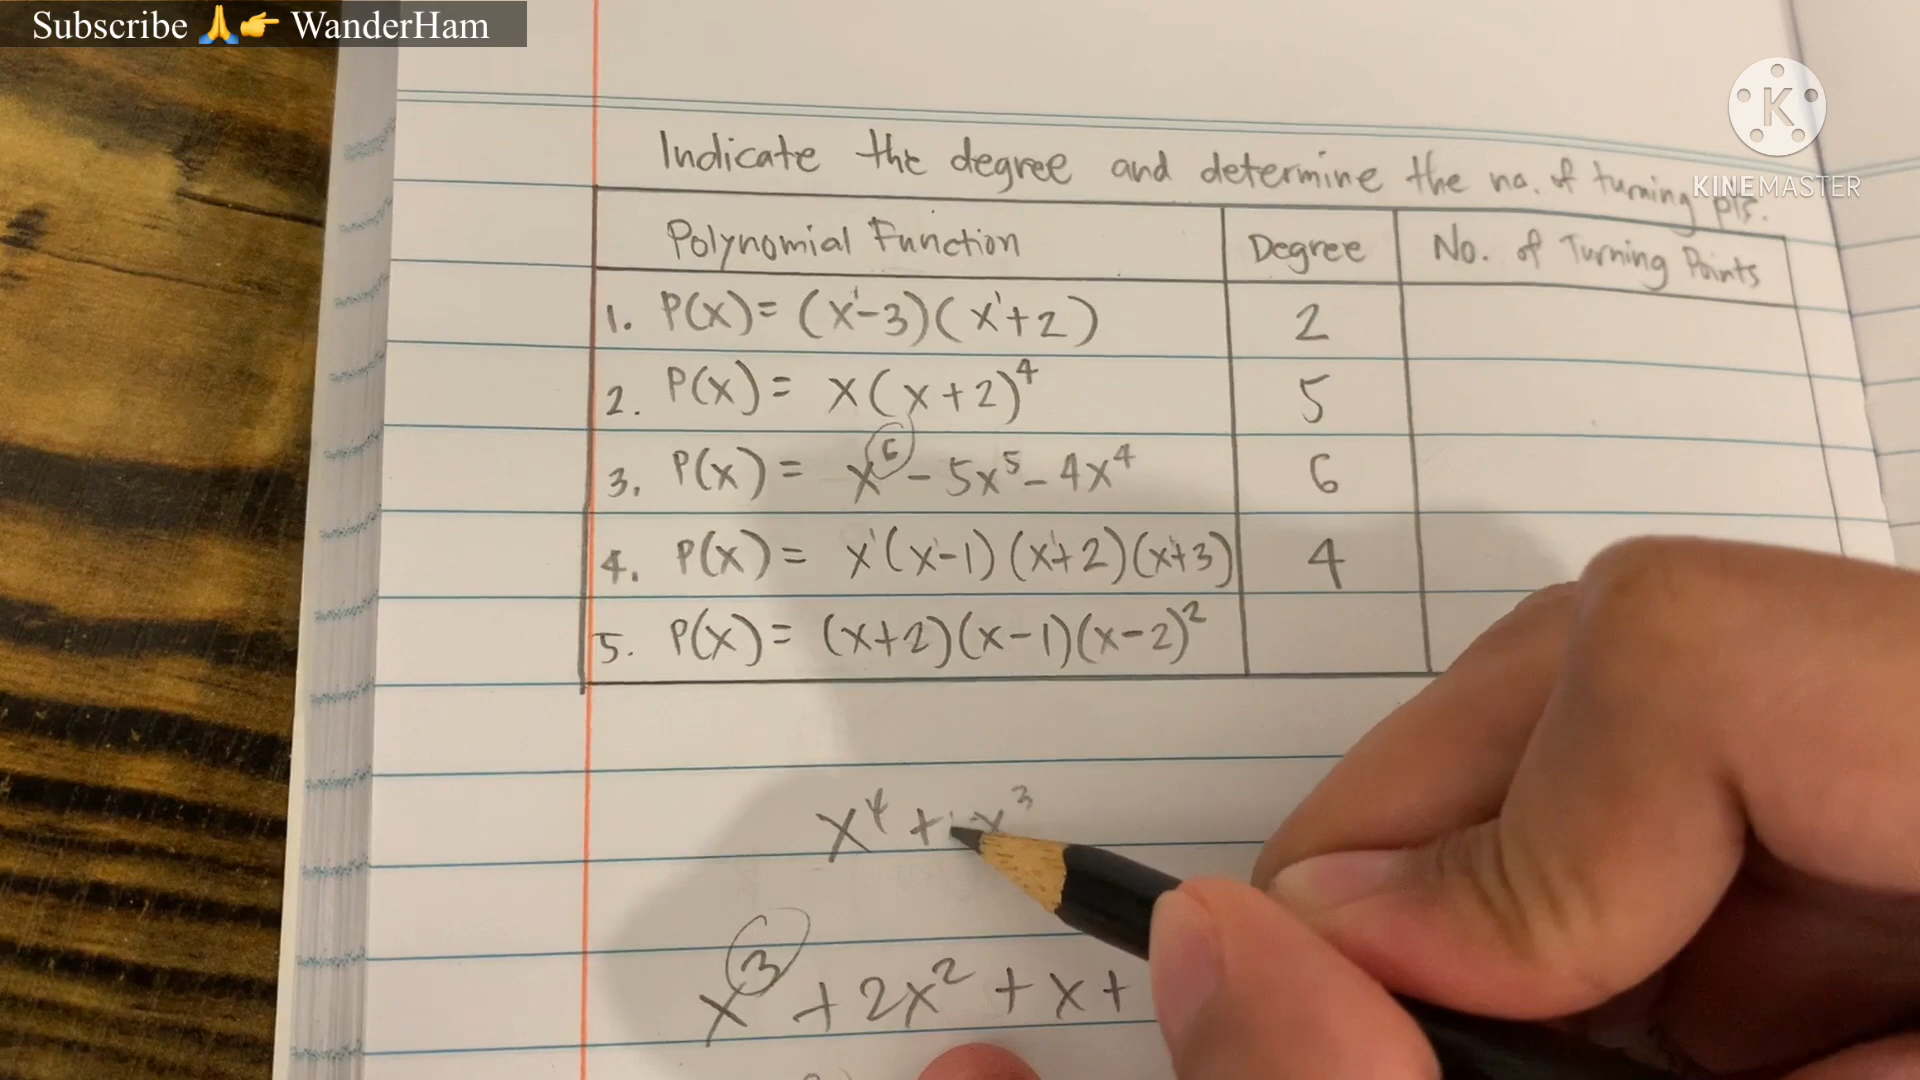 Subscribe 🙏👉 WanderHam
KINEMASTER
Indicate the degree and determine the no. of turning pts.
Polynomial Function Degree No. of Turning Points
1. P(x) = (x¹-3)(x¹+2) 2
2. P(x) = x(x+2)⁴ 5
3. P(x) = x⁶ - 5x⁵ - 4x⁴ 6
4. P(x) = x¹(x-1)(x+2)(x+3) 4
5. P(x) = (x+2)(x-1)(x-2)²
x⁴ + x³
x³ + 2x² + x +